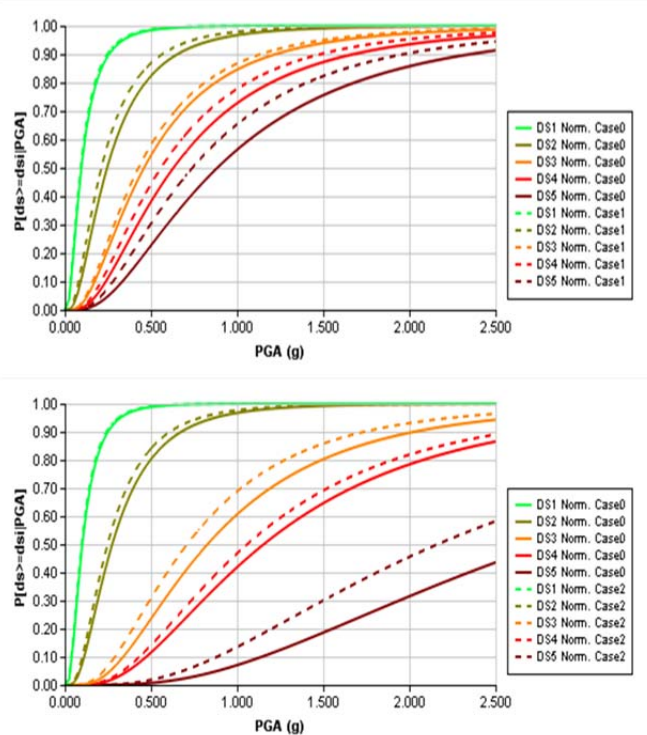 P[ds>=dsi|PGA]
1.00
0.90
0.80
0.70
0.60
0.50
0.40
0.30
0.20
0.10
0.00
0.000 0.500 1.000 1.500 2.000 2.500
PGA (g)
DS1 Norm. Case0
DS2 Norm. Case0
DS3 Norm. Case0
DS4 Norm. Case0
DS5 Norm. Case0
DS1 Norm. Case1
DS2 Norm. Case1
DS3 Norm. Case1
DS4 Norm. Case1
DS5 Norm. Case1
P[ds>=dsi|PGA]
1.00
0.90
0.80
0.70
0.60
0.50
0.40
0.30
0.20
0.10
0.00
0.000 0.500 1.000 1.500 2.000 2.500
PGA (g)
DS1 Norm. Case0
DS2 Norm. Case0
DS3 Norm. Case0
DS4 Norm. Case0
DS5 Norm. Case0
DS1 Norm. Case2
DS2 Norm. Case2
DS3 Norm. Case2
DS4 Norm. Case2
DS5 Norm. Case2